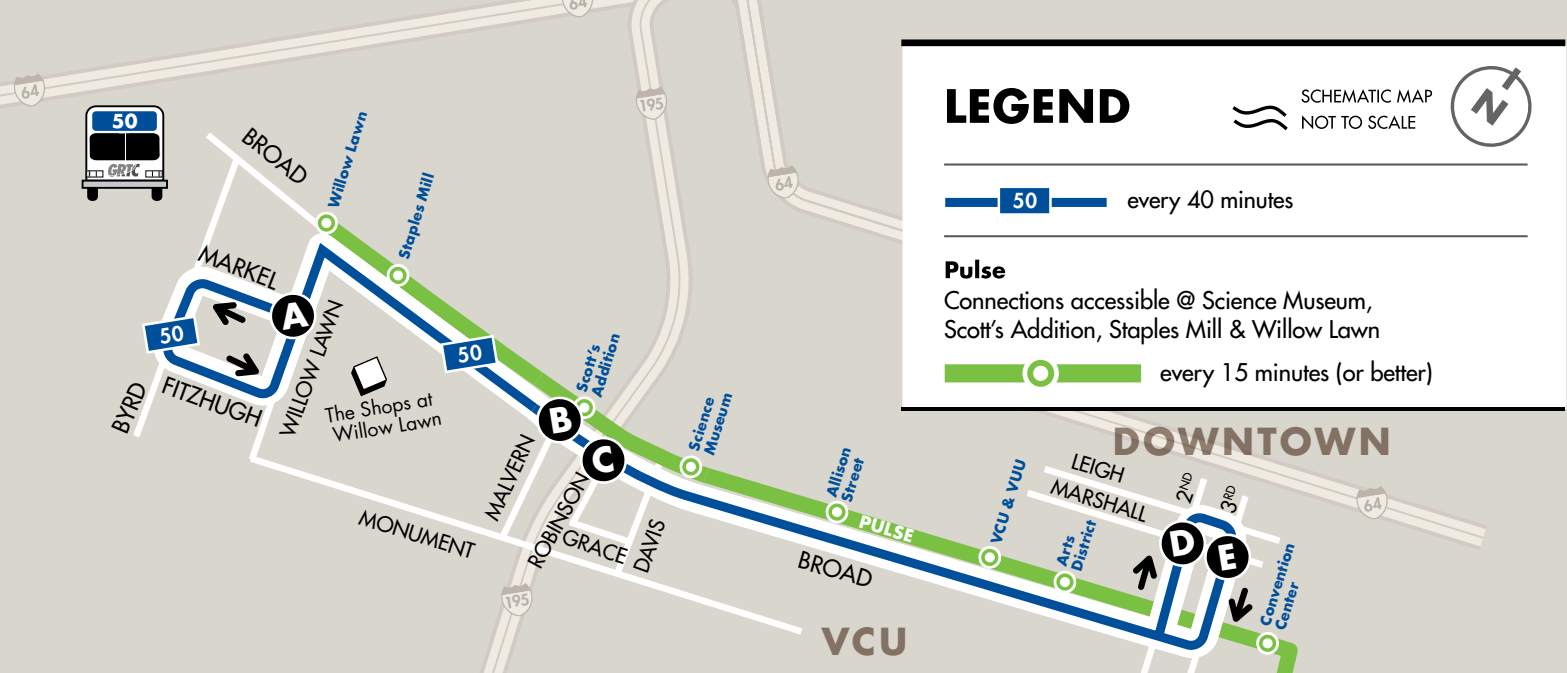 64
64
195
64
50
GRTC
BROAD
Willow Lawn
Staples Mill
MARKEL
A
50
BYRD
FITZHUGH
WILLOW LAWN
The Shops at
Willow Lawn
50
Scott's
Addition
B
C
Science
Museum
MALVERN
MONUMENT
ROBINSON
GRACE
DAVIS
195
Allison
Street
PULSE
BROAD
VCU
VCU & VUU
Arts
District
DOWNTOWN
LEIGH
MARSHALL
2ND
3RD
D
E
Convention
Center
64
LEGEND
SCHEMATIC MAP
NOT TO SCALE
N
50 every 40 minutes
Pulse
Connections accessible @ Science Museum,
Scott's Addition, Staples Mill & Willow Lawn
every 15 minutes (or better)